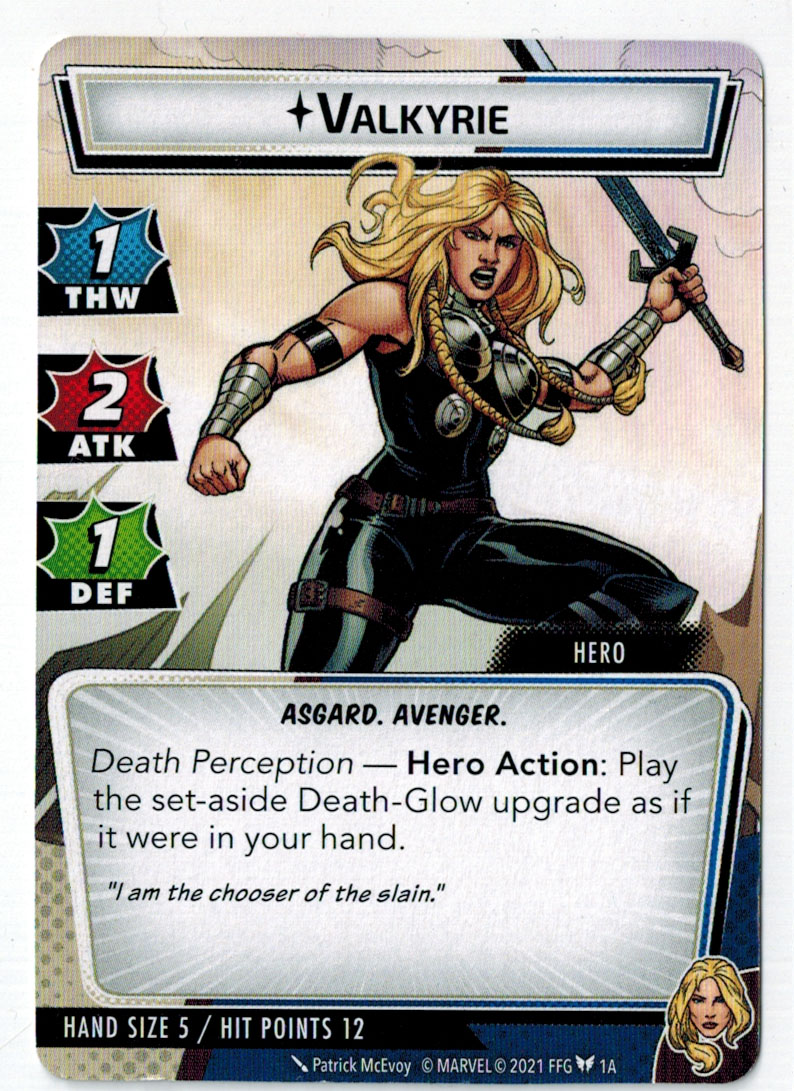 VALKYRIE
1
THW
2
ATK
1
DEF
HERO
ASGARD. AVENGER.
Death Perception — Hero Action: Play
the set-aside Death-Glow upgrade as if
it were in your hand.
"I am the chooser of the slain."
HAND SIZE 5 / HIT POINTS 12
Patrick McEvoy © MARVEL © 2021 FFG 1A